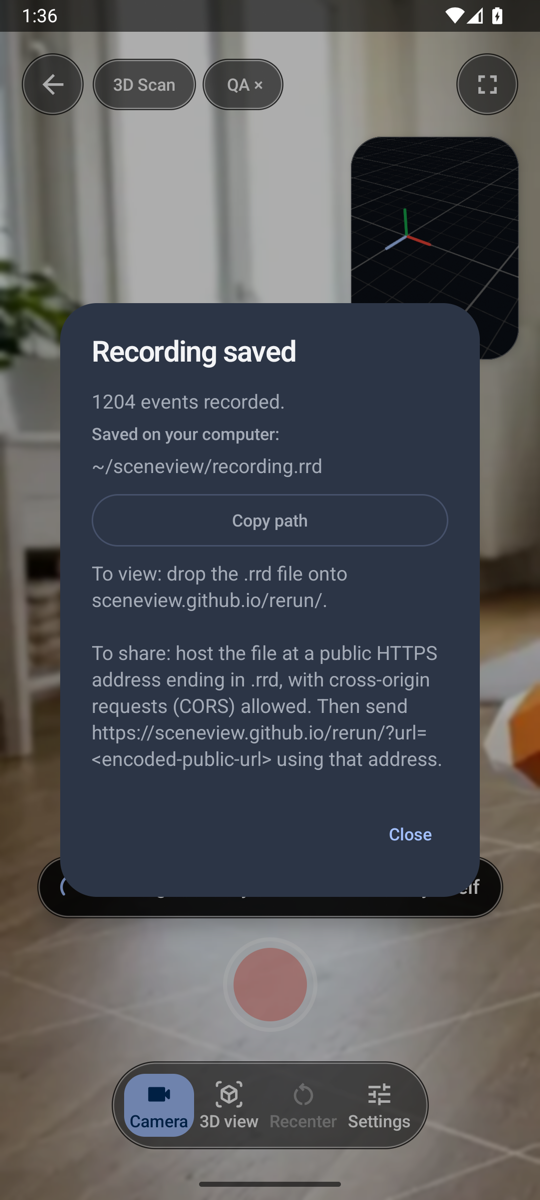 1:36
3D Scan
QA ×
Recording saved
1204 events recorded.
Saved on your computer:
~/sceneview/recording.rrd
Copy path
To view: drop the .rrd file onto
sceneview.github.io/rerun/.
To share: host the file at a public HTTPS
address ending in .rrd, with cross-origin
requests (CORS) allowed. Then send
https://sceneview.github.io/rerun/?url=
<encoded-public-url> using that address.
Close
Camera
3D view
Recenter
Settings